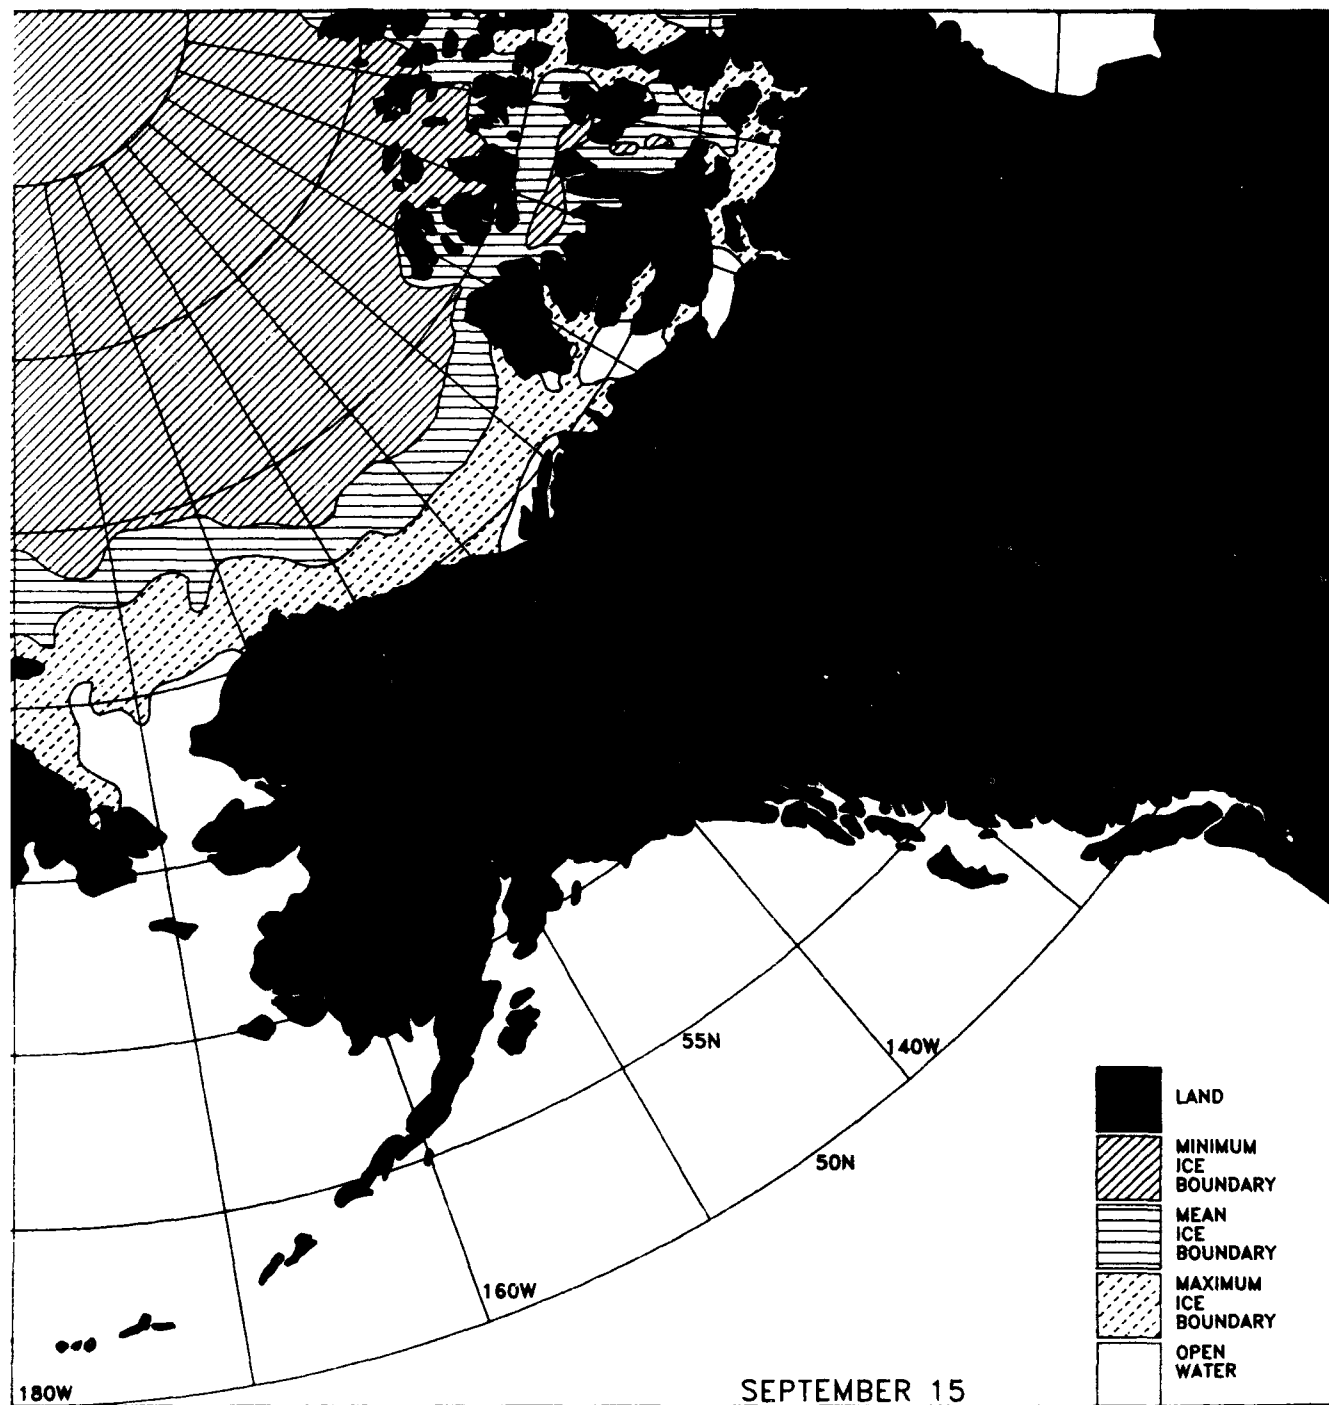 55N
140W
50N
160W
180W
SEPTEMBER 15
LAND
MINIMUM
ICE
BOUNDARY
MEAN
ICE
BOUNDARY
MAXIMUM
ICE
BOUNDARY
OPEN
WATER